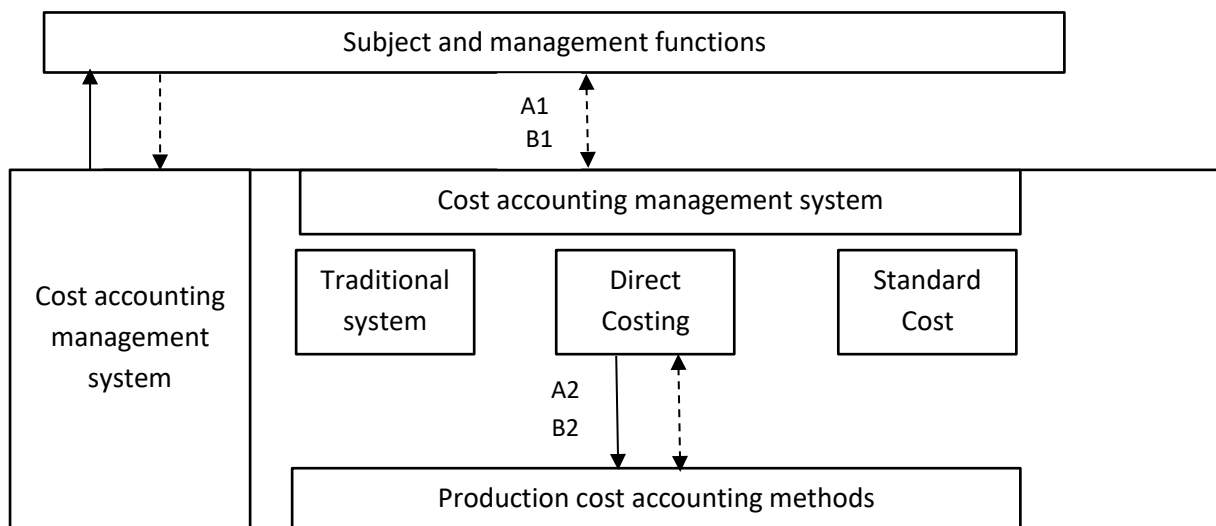 Subject and management functions
A1
B1
Cost accounting management system
Cost accounting
management
system
Traditional
system
Direct
Costing
Standard
Cost
A2
B2
Production cost accounting methods